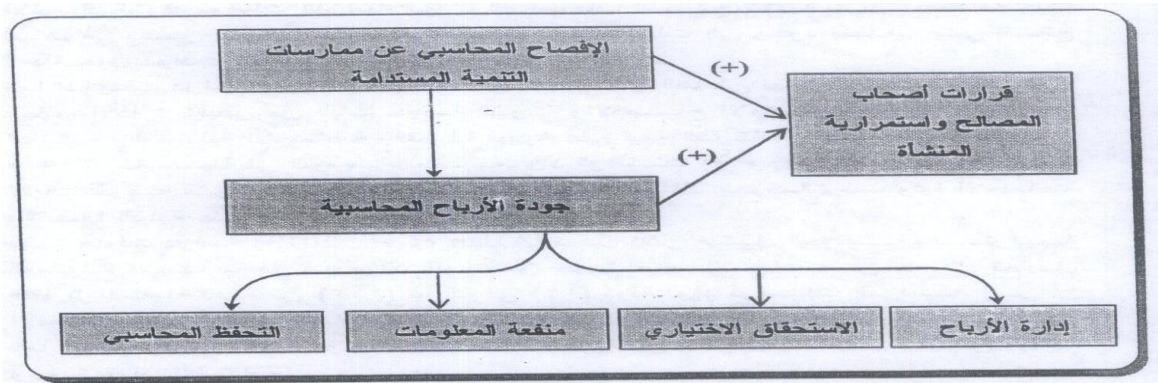 الإفصاح المحاسبي عن ممارسات
التنمية المستدامة
(+)
قرارات أصحاب
المصالح واستمرارية
المنشأة
(+)
جودة الأرباح المحاسبية
إدارة الأرباح
الاستحقاق الاختياري
منفعة المعلومات
التحفظ المحاسبي